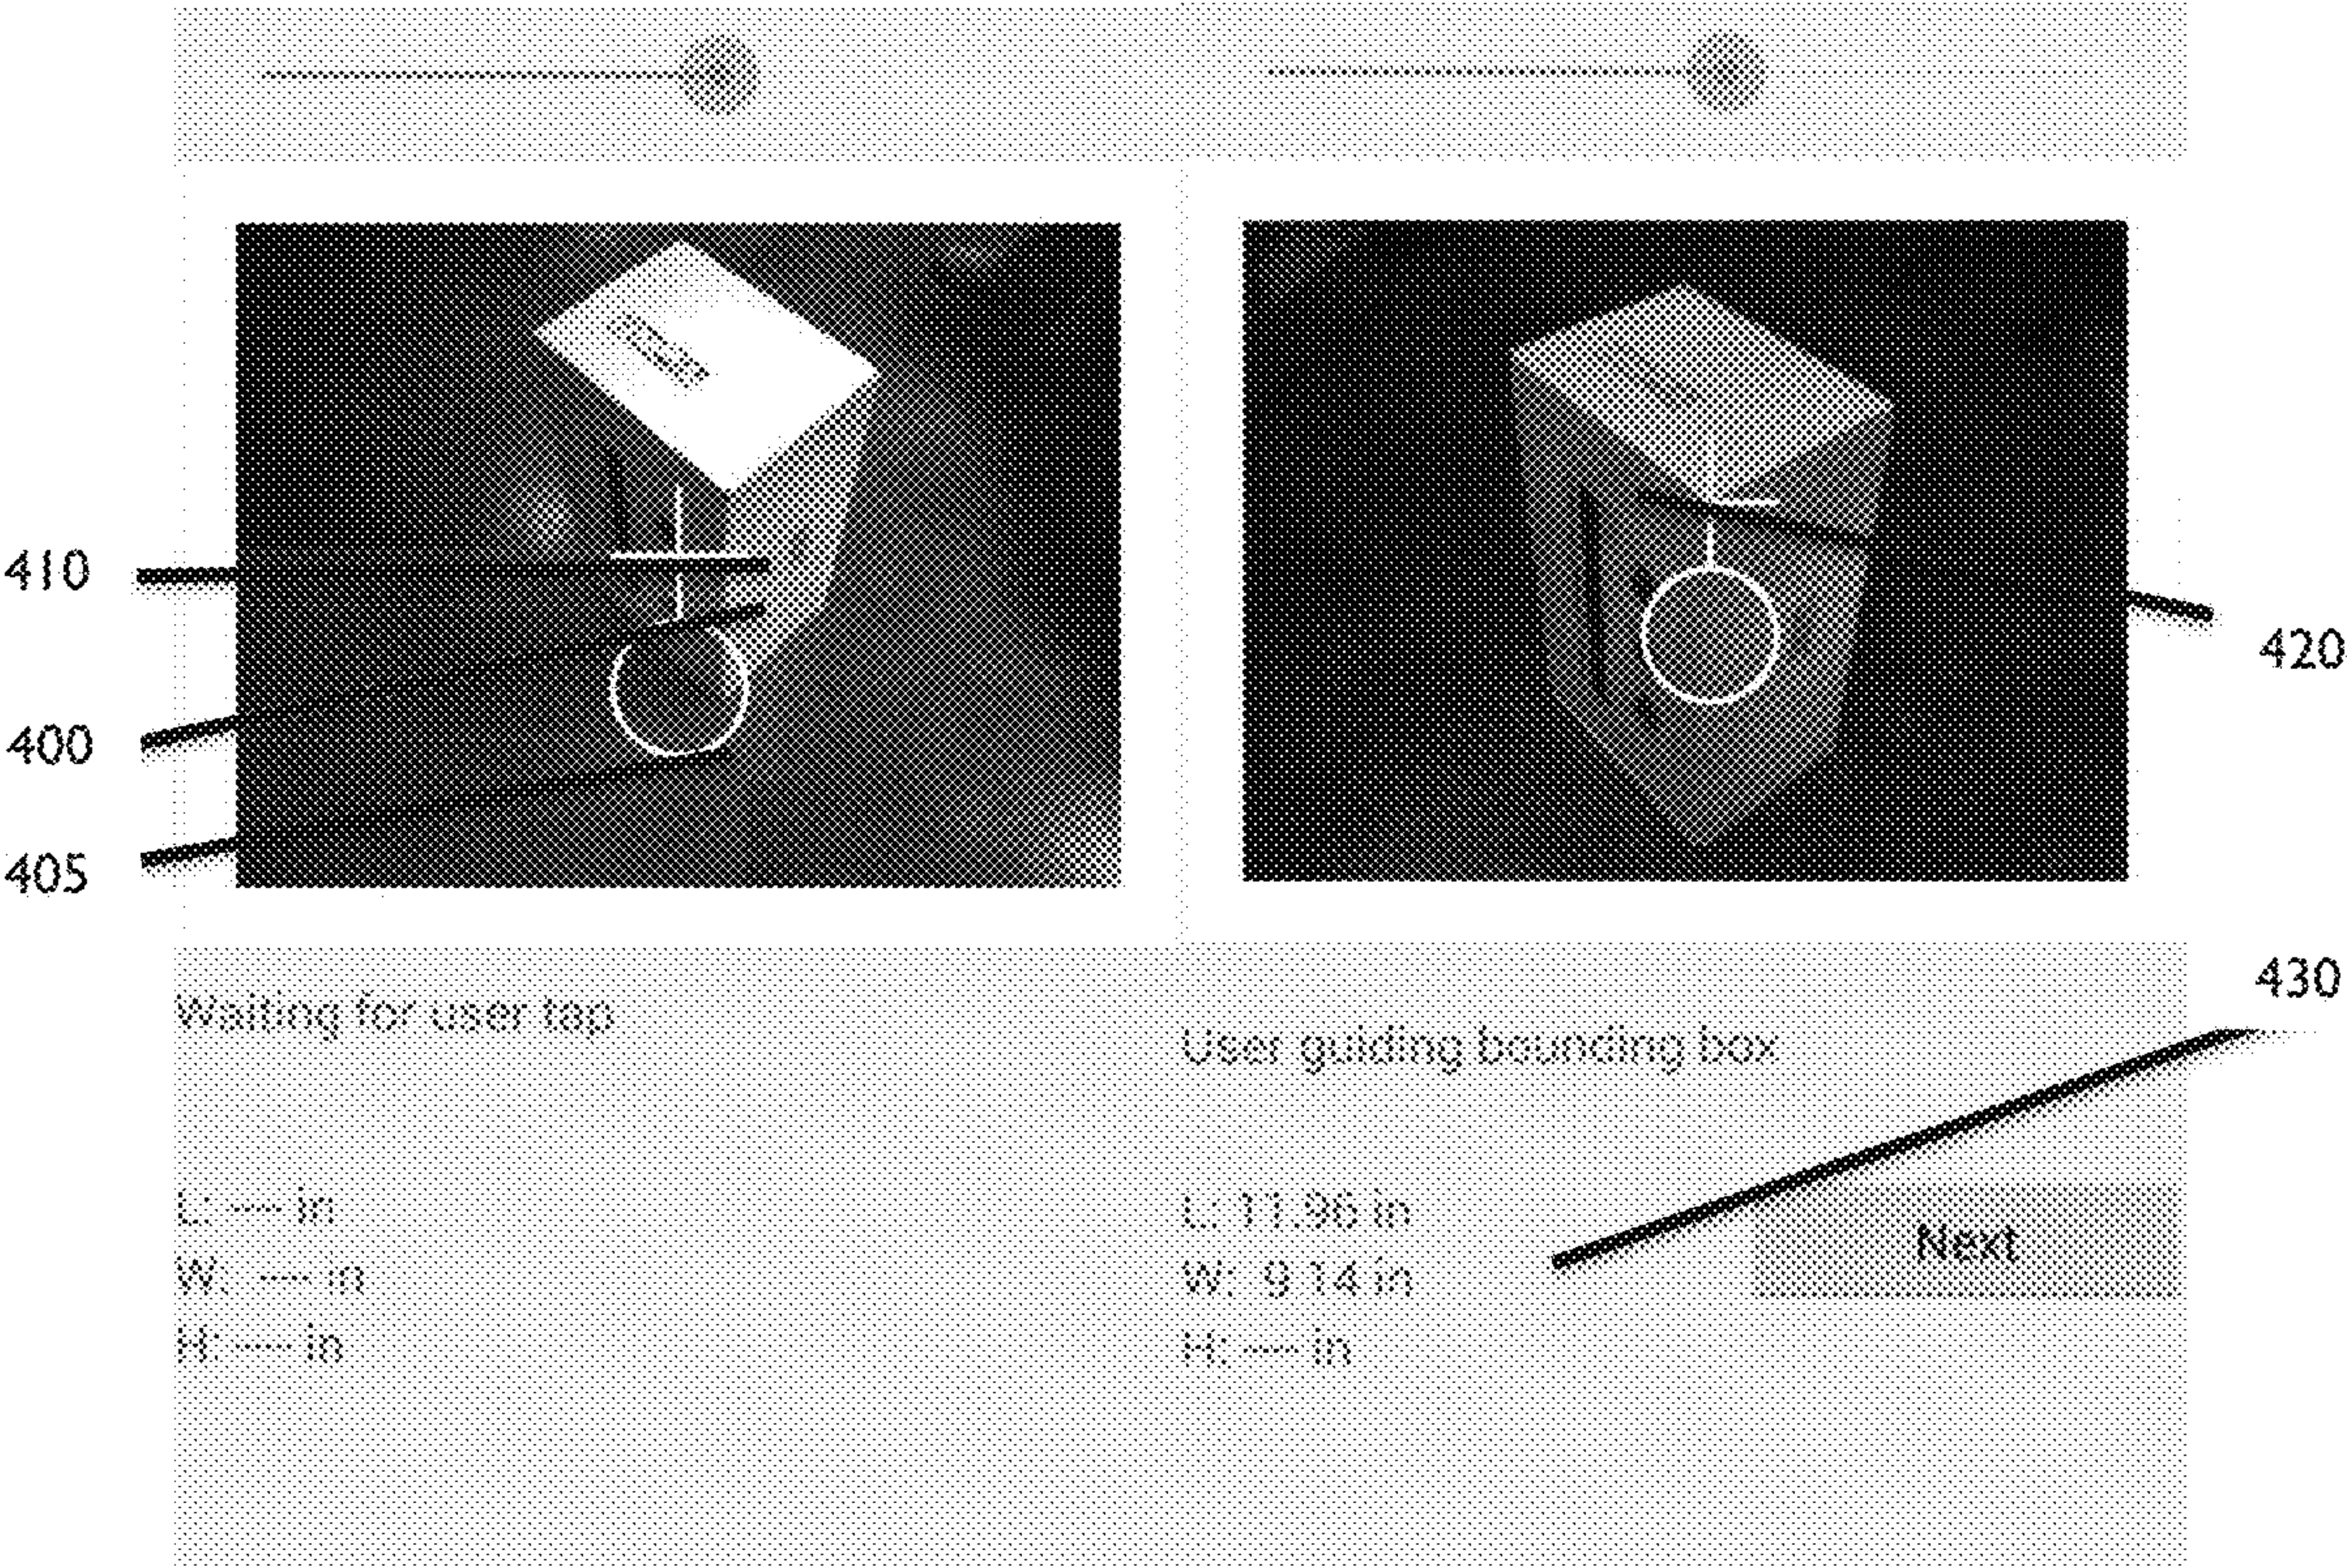 410
400
405
420
430
Waiting for user tap
L: ---- in
W: ---- in
H: ---- in
User guiding bounding box
L: 11.96 in
W: 9.14 in
H: ---- in
Next